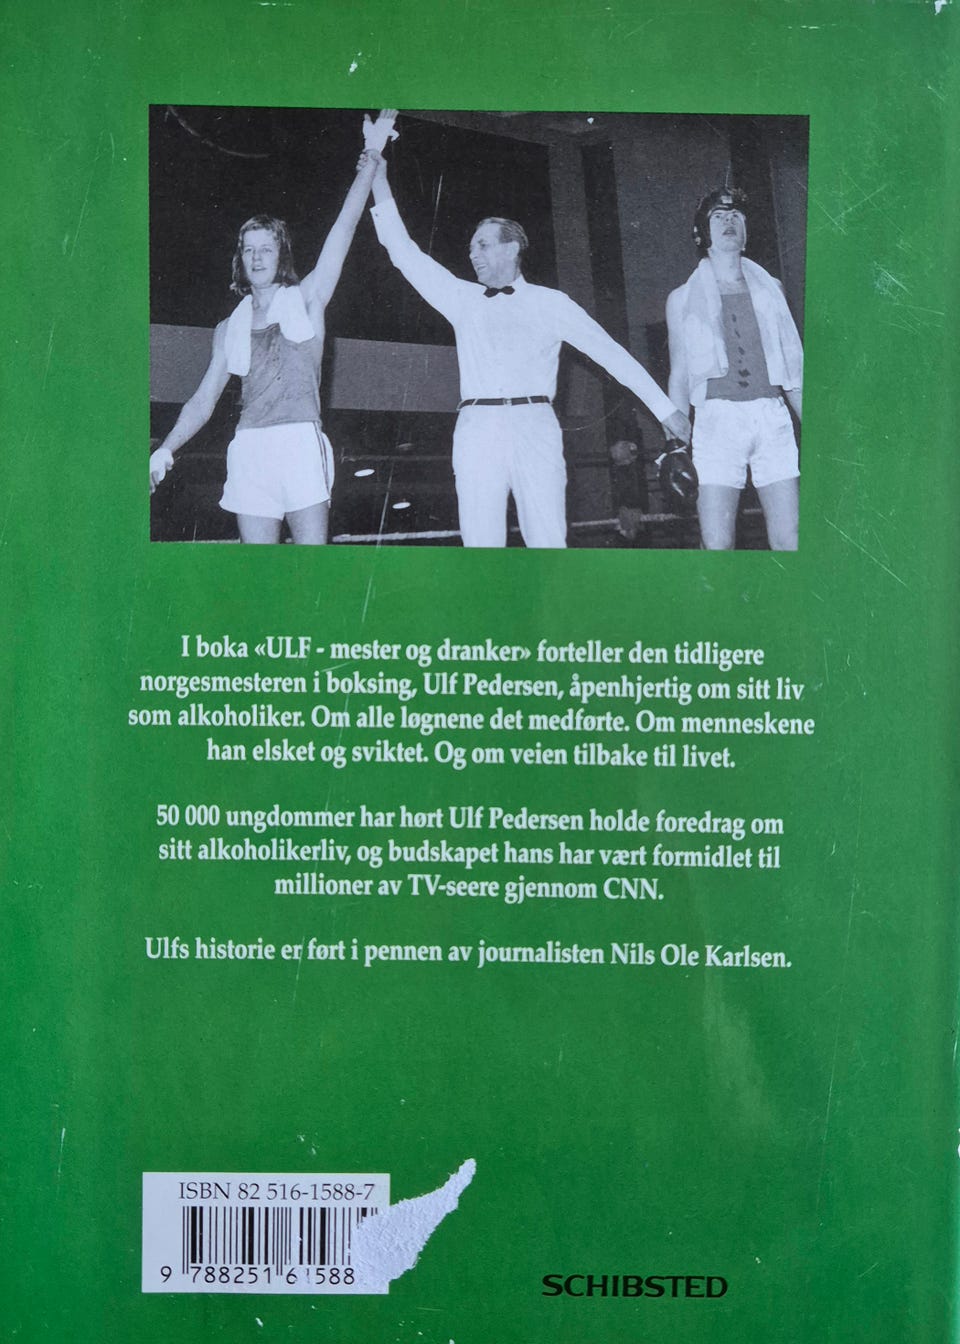 I boka «ULF - mester og dranker» forteller den tidligere
norgesmesteren i boksing, Ulf Pedersen, åpenhjertig om sitt liv
som alkoholiker. Om alle løgnene det medførte. Om menneskene
han elsket og sviktet. Og om veien tilbake til livet.
50 000 ungdommer har hørt Ulf Pedersen holde foredrag om
sitt alkoholikerliv, og budskapet hans har vært formidlet til
millioner av TV-seere gjennom CNN.
Ulfs historie er ført i pennen av journalisten Nils Ole Karlsen.
ISBN 82 516-1588-7
9 788251 61588
SCHIBSTED